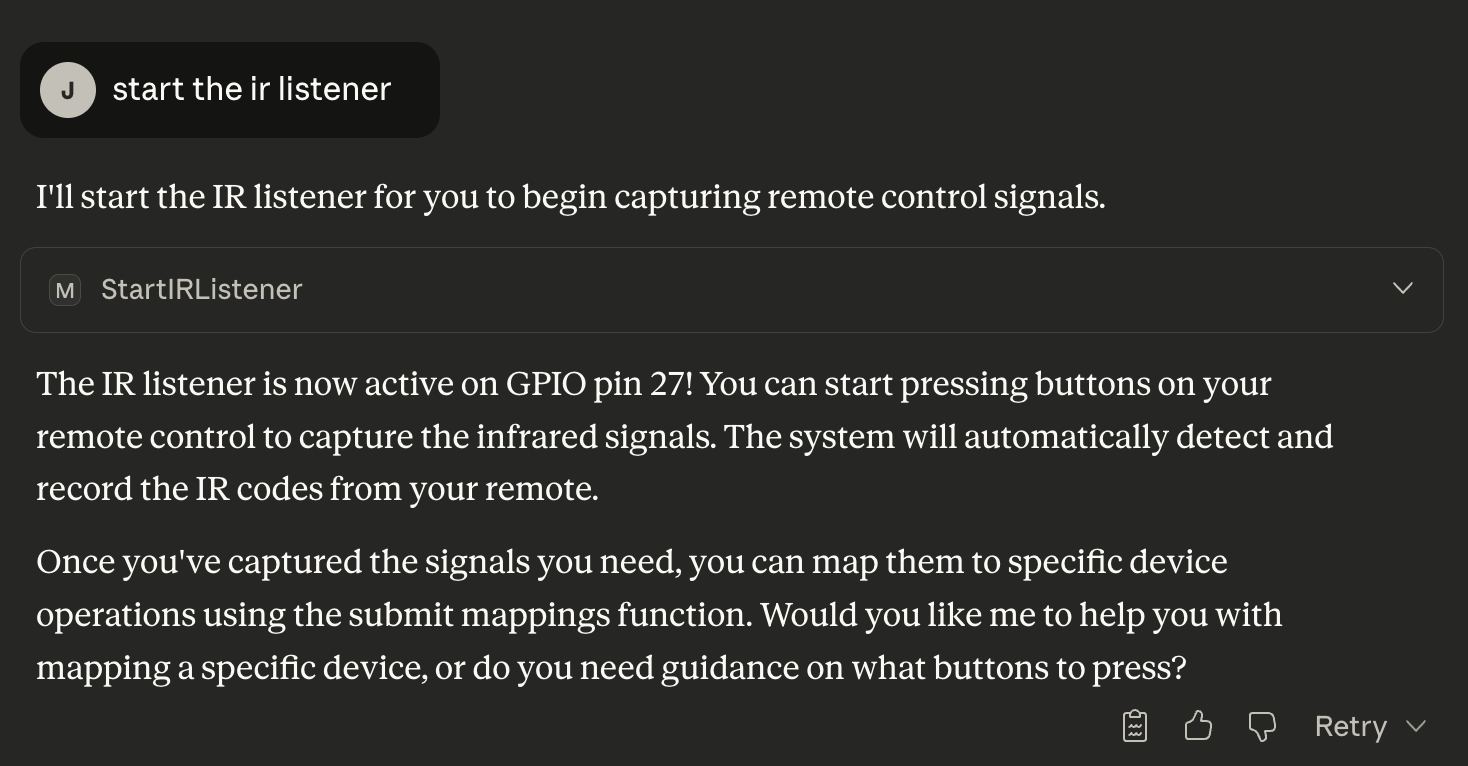 J
start the ir listener
I'll start the IR listener for you to begin capturing remote control signals.
M
StartIRListener
The IR listener is now active on GPIO pin 27! You can start pressing buttons on your
remote control to capture the infrared signals. The system will automatically detect and
record the IR codes from your remote.
Once you've captured the signals you need, you can map them to specific device
operations using the submit mappings function. Would you like me to help you with
mapping a specific device, or do you need guidance on what buttons to press?
Retry